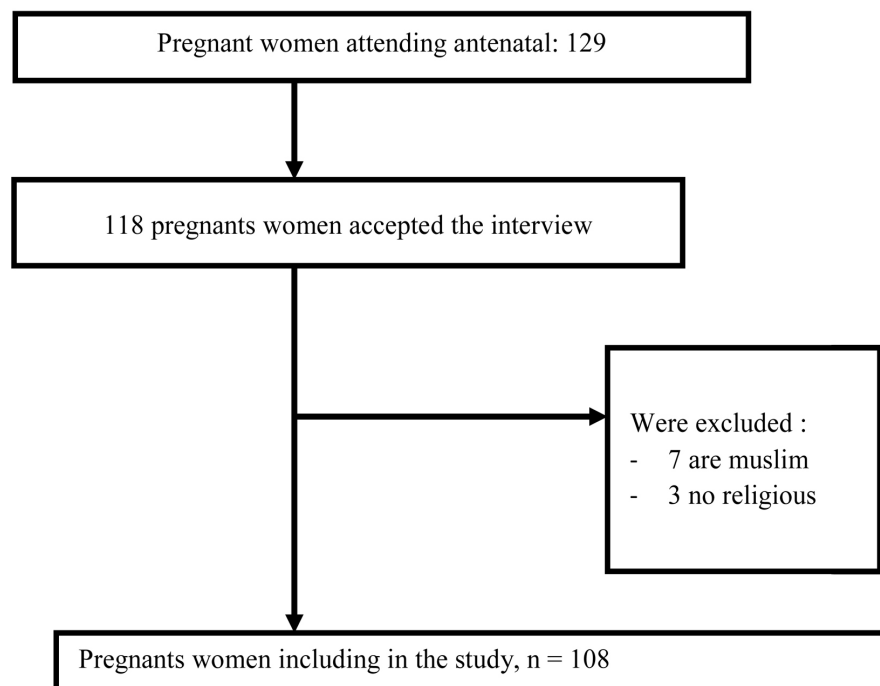 Pregnant women attending antenatal: 129
118 pregnants women accepted the interview
Were excluded :
- 7 are muslim
- 3 no religious
Pregnants women including in the study, n = 108